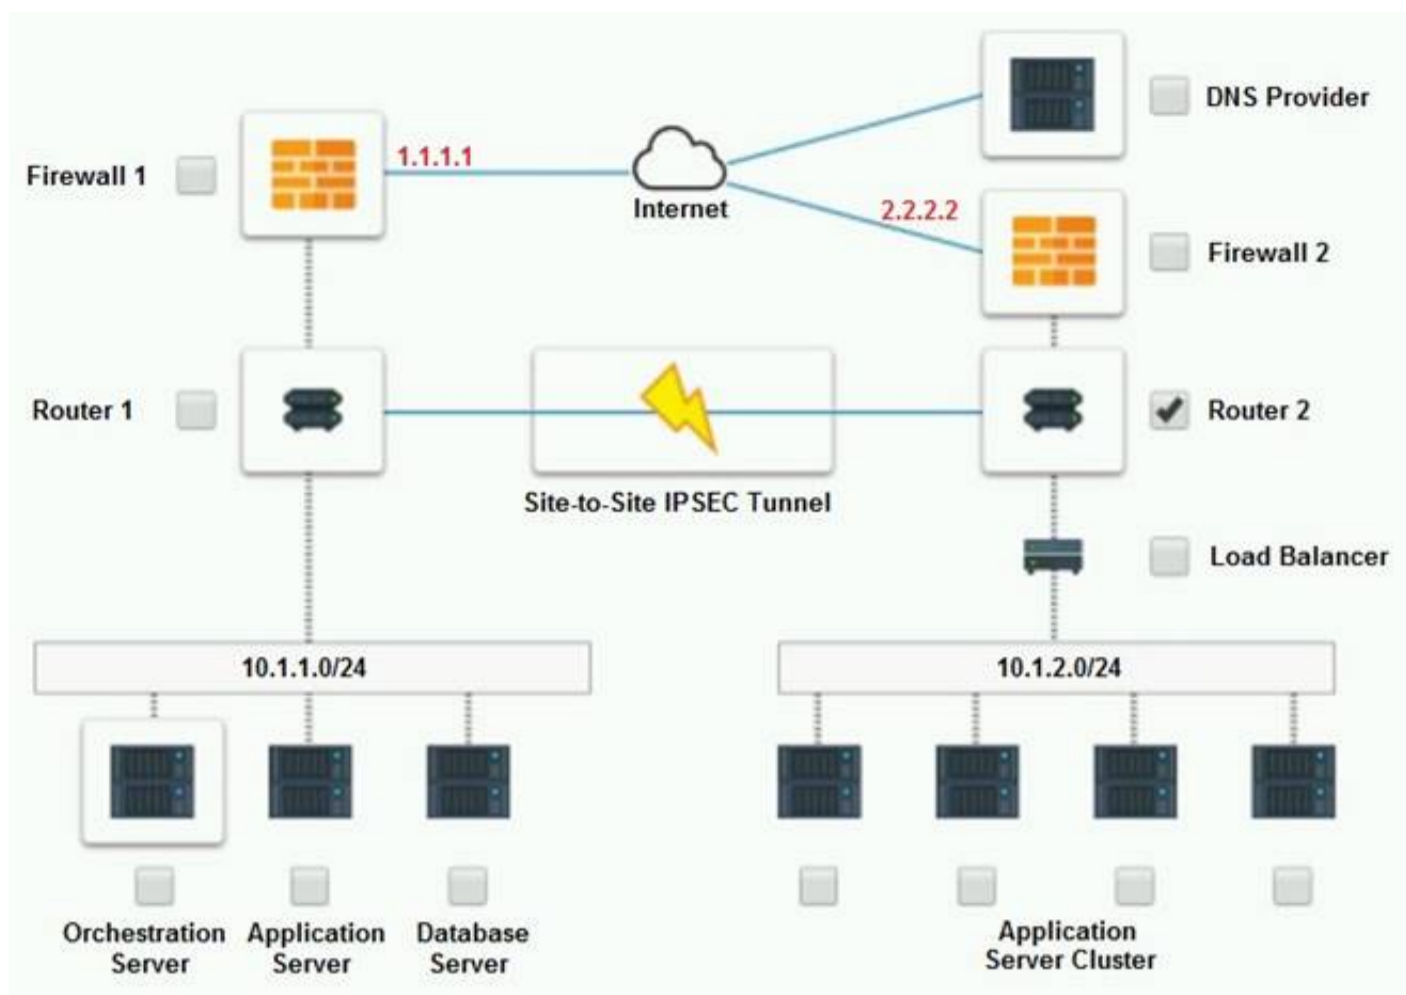 DNS Provider
Firewall 1
1.1.1.1
Internet
2.2.2.2
Firewall 2
Router 1
Router 2
Site-to-Site IPSEC Tunnel
Load Balancer
10.1.1.0/24
10.1.2.0/24
Orchestration
Server
Application
Server
Database
Server
Application
Server Cluster